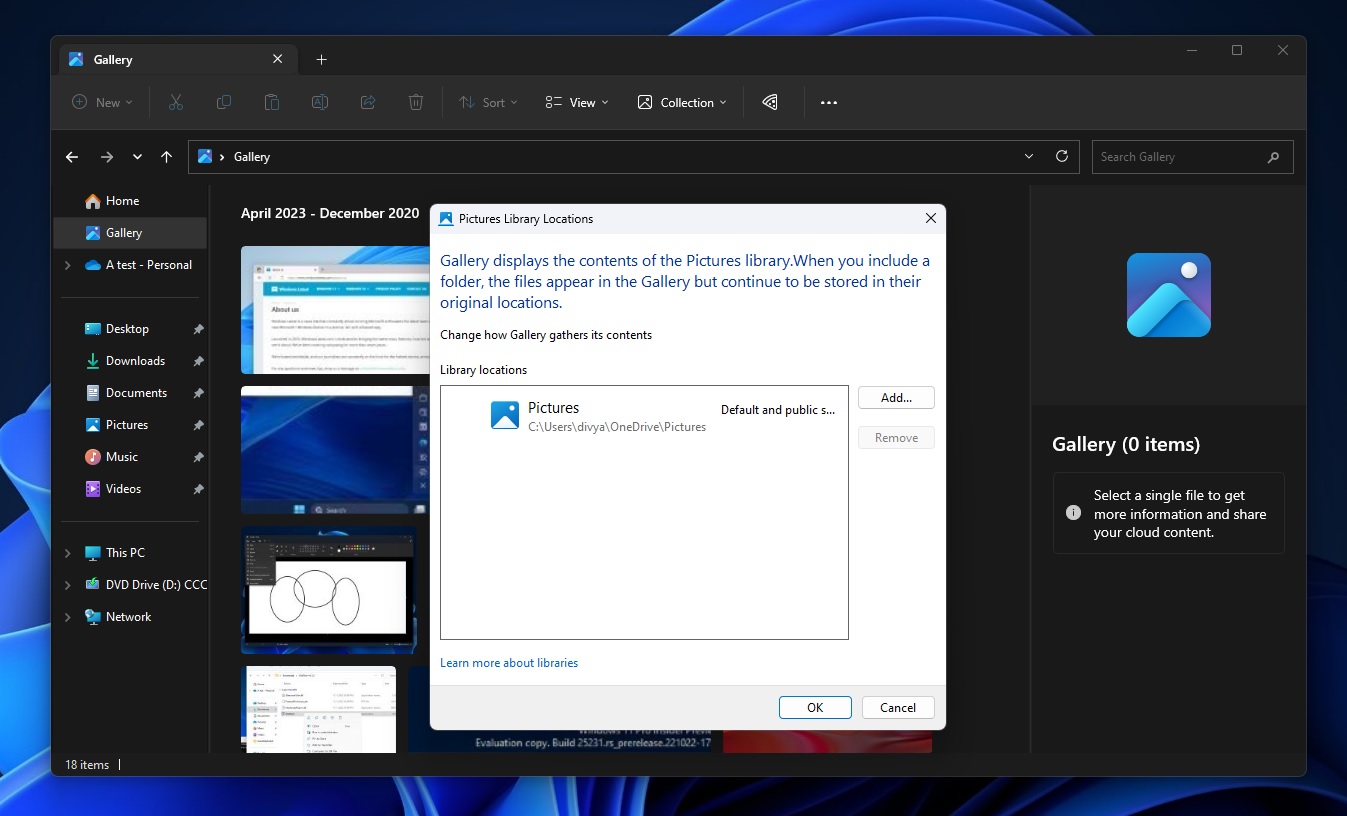 Gallery
New
Sort
View
Collection
Gallery
Search Gallery
Home
Gallery
A test - Personal
Desktop
Downloads
Documents
Pictures
Music
Videos
This PC
DVD Drive (D:) CCC
Network
April 2023 - December 2020
About us
Search
Pictures Library Locations
Gallery displays the contents of the Pictures library.When you include a
folder, the files appear in the Gallery but continue to be stored in their
original locations.
Change how Gallery gathers its contents
Library locations
Pictures
Default and public s...
C:\Users\divya\OneDrive\Pictures
Add...
Remove
Learn more about libraries
OK
Cancel
Evaluation copy. Build 25231.rs_prerelease.221022-17
Gallery (0 items)
Select a single file to get
more information and share
your cloud content.
18 items